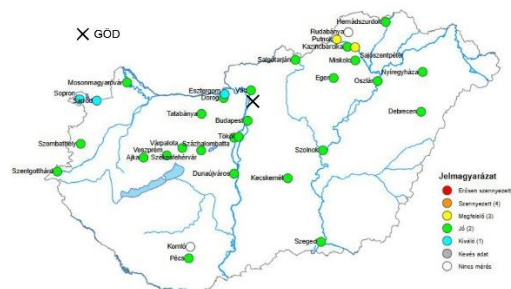 GÖD
Hernádszurdok
Rudabánya
Putnok
Kazincbarcika
Sajószentpéter
Salgótarján
Miskolc
Mosonmagyaróvár
Esztergom
Vác
Eger
Oszlár
Nyíregyháza
Sopron
Sarród
Dorog
Tatabánya
Budapest
Debrecen
Szombathely
Várpalota
Százhalombatta
Tököl
Veszprém
Ajka
Székesfehérvár
Szolnok
Szentgotthárd
Dunaújváros
Kecskemét
Jelmagyarázat
Erősen szennyezett
Szennyezett (4)
Megfelelő (3)
Jó (2)
Kiváló (1)
Kevés adat
Nincs mérés
Komló
Szeged
Pécs